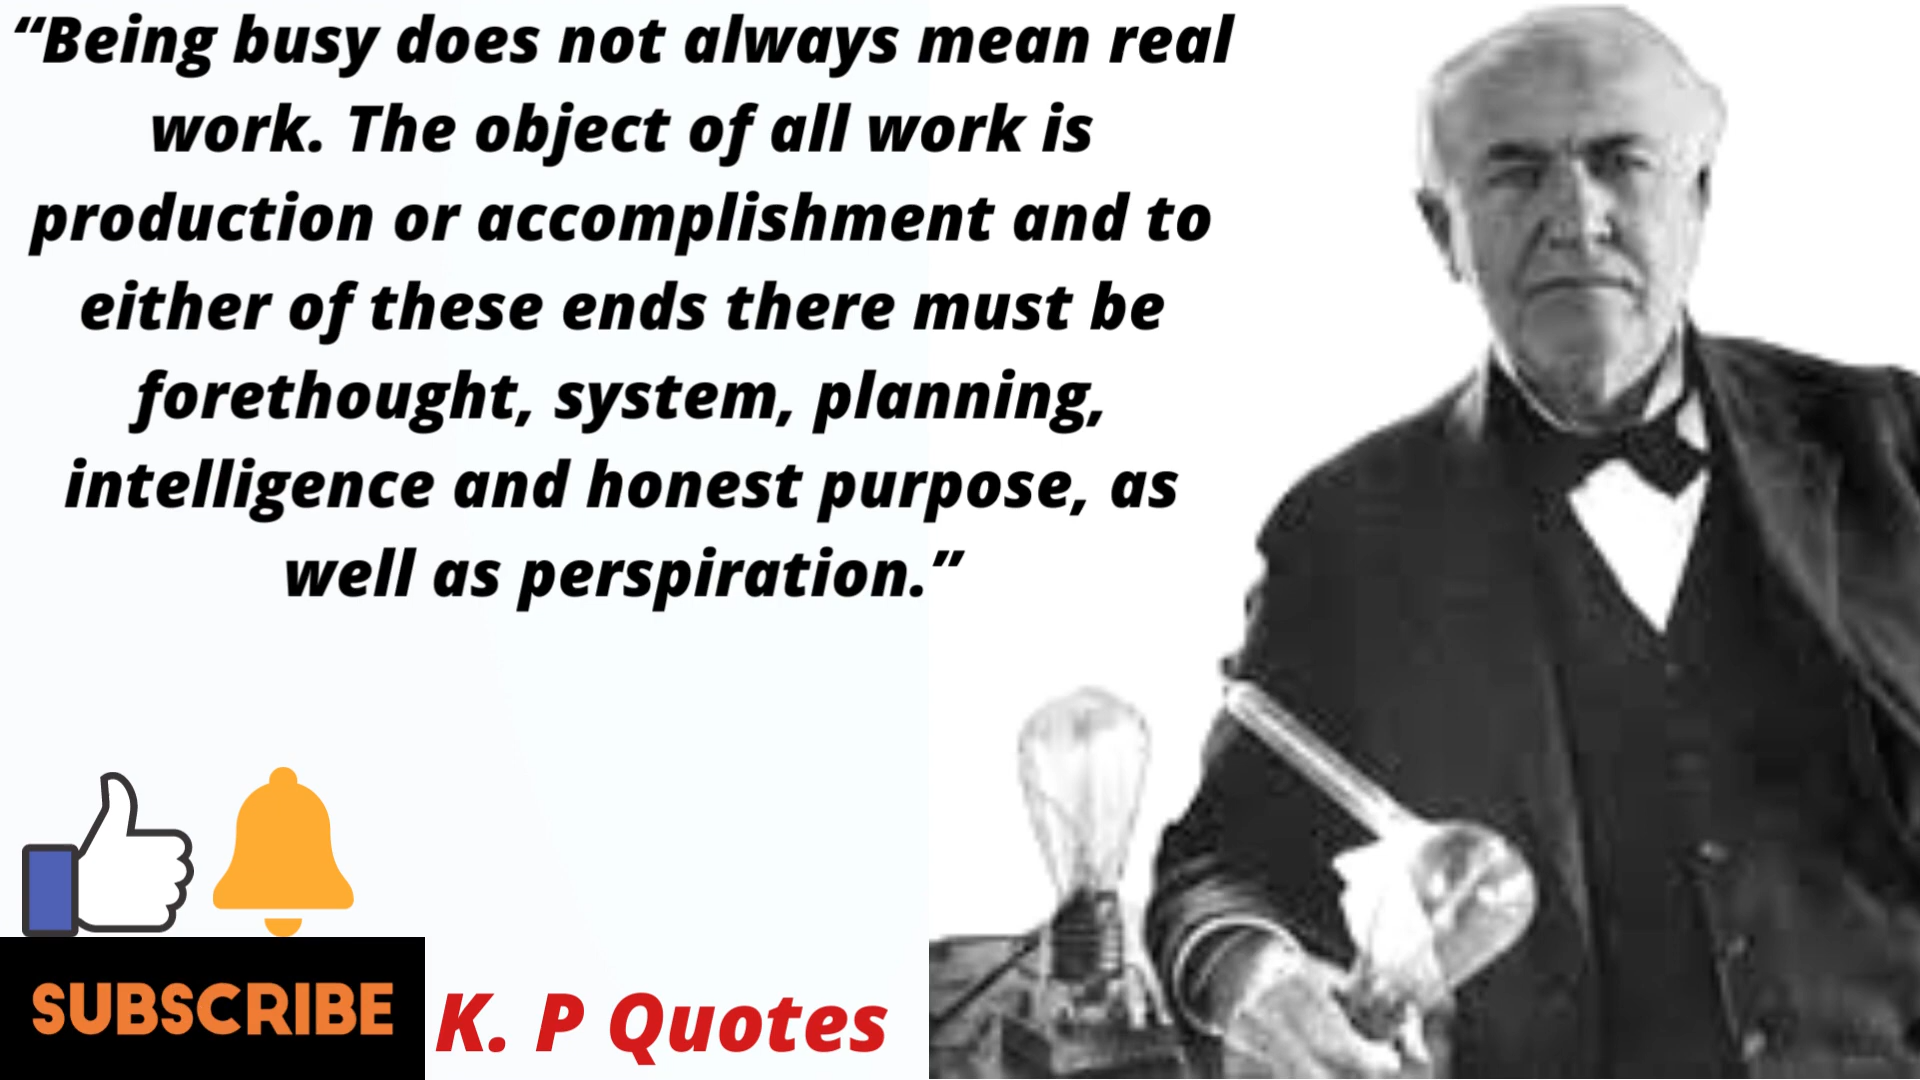 “Being busy does not always mean real
work. The object of all work is
production or accomplishment and to
either of these ends there must be
forethought, system, planning,
intelligence and honest purpose, as
well as perspiration.”
SUBSCRIBE
K. P Quotes